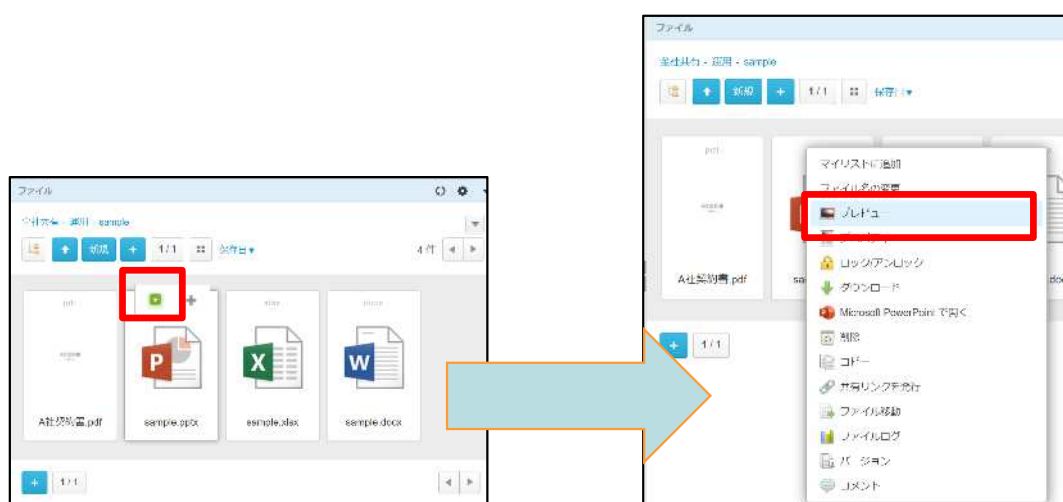 ファイル
全社共有 - 運用 - sample
新規
1 / 1
保存日▼
4 件
pdf
xlsx
docx
A社契約書.pdf
sample.pptx
sample.xlsx
sample.docx
1 / 1
ファイル
全社共有 - 運用 - sample
新規
1 / 1
保存日▼
pdf
A社契約書.pdf
マイリストに追加
ファイル名の変更
プレビュー
ロック/アンロック
ダウンロード
Microsoft PowerPoint で開く
削除
コピー
共有リンクを発行
ファイル移動
ファイルログ
バージョン
コメント
1 / 1